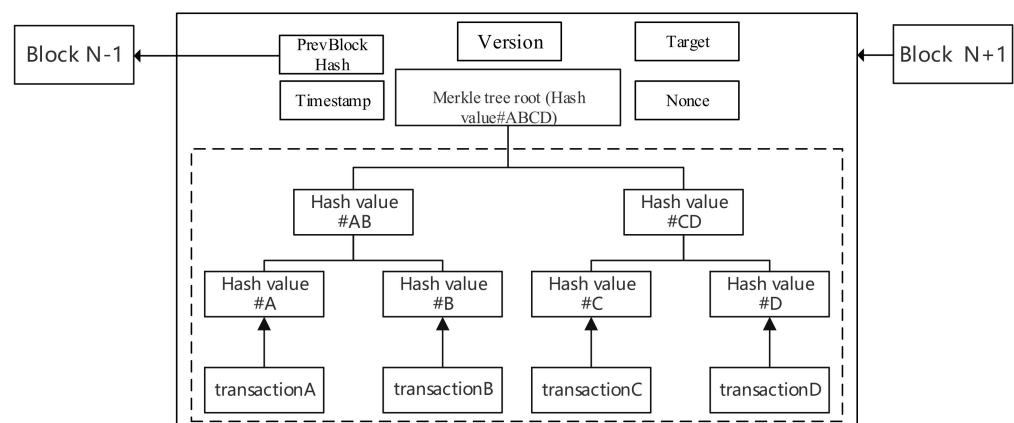 Block N-1
PrevBlock
Hash
Version
Target
Block N+1
Timestamp
Merkle tree root (Hash
value#ABCD)
Nonce
Hash value
#AB
Hash value
#CD
Hash value
#A
Hash value
#B
Hash value
#C
Hash value
#D
transactionA
transactionB
transactionC
transactionD